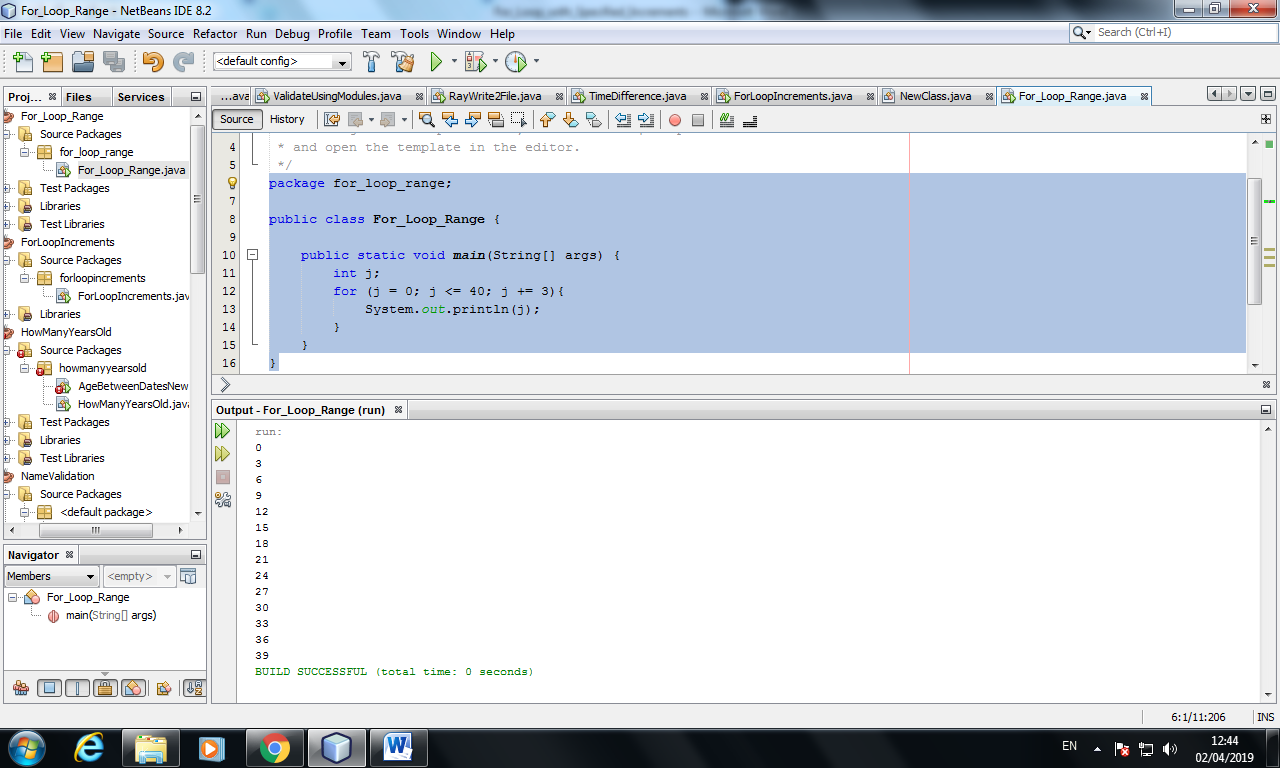 For_Loop_Range - NetBeans IDE 8.2
File Edit View Navigate Source Refactor Run Debug Profile Team Tools Window Help
Search (Ctrl+I)
<default config>
Proj... Files Services
For_Loop_Range
Source Packages
for_loop_range
For_Loop_Range.java
Test Packages
Libraries
Test Libraries
ForLoopIncrements
Source Packages
forloopincrements
ForLoopIncrements.jav
Libraries
HowManyYearsOld
Source Packages
howmanyyearsold
AgeBetweenDatesNew
HowManyYearsOld.java
Test Packages
Libraries
Test Libraries
NameValidation
Source Packages
<default package>
Navigator
Members <empty>
For_Loop_Range
main(String[] args)
...ava ValidateUsingModules.java RayWrite2File.java TimeDifference.java ForLoopIncrements.java NewClass.java For_Loop_Range.java
Source History
4 * and open the template in the editor.
5 */
package for_loop_range;
7
8 public class For_Loop_Range {
9
10 public static void main(String[] args) {
11 int j;
12 for (j = 0; j <= 40; j += 3){
13 System.out.println(j);
14 }
15 }
16 }
Output - For_Loop_Range (run)
run:
0
3
6
9
12
15
18
21
24
27
30
33
36
39
BUILD SUCCESSFUL (total time: 0 seconds)
6:1/11:206 INS
EN
12:44
02/04/2019